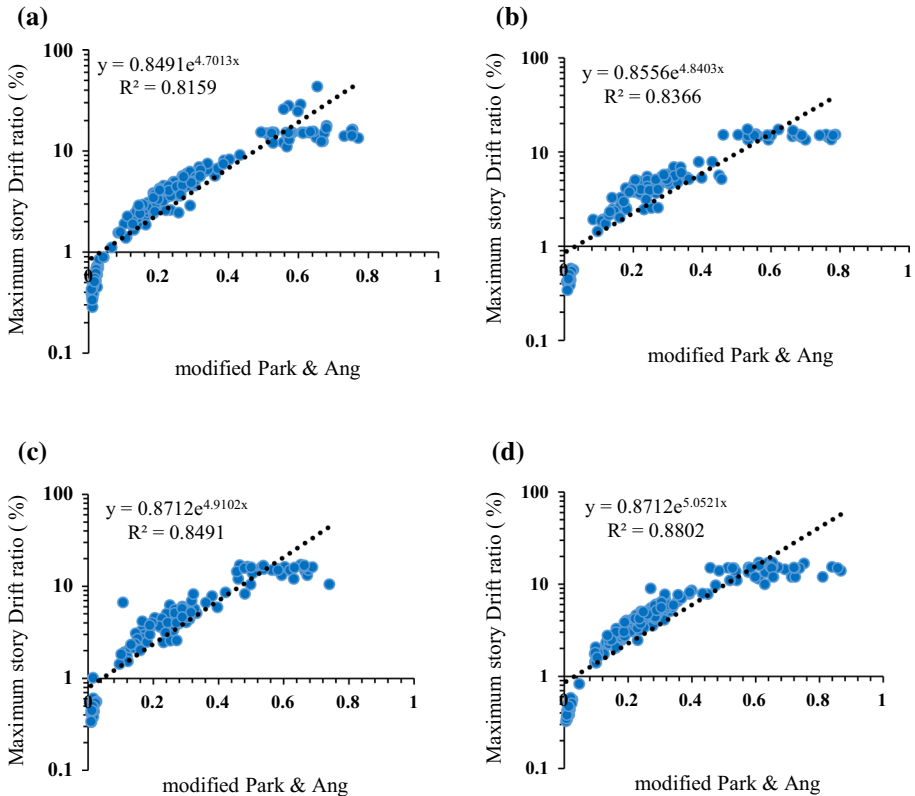 (a)
100
10
1
0.1
0
0.2
0.4
0.6
0.8
1
y = 0.8491e^4.7013x
R² = 0.8159
Maximum story Drift ratio ( %)
modified Park & Ang
(b)
100
10
1
0.1
0
0.2
0.4
0.6
0.8
1
y = 0.8556e^4.8403x
R² = 0.8366
Maximum story Drift ratio ( %)
modified Park & Ang
(c)
100
10
1
0.1
0
0.2
0.4
0.6
0.8
1
y = 0.8712e^4.9102x
R² = 0.8491
Maximum story Drift ratio ( %)
modified Park & Ang
(d)
100
10
1
0.1
0
0.2
0.4
0.6
0.8
1
y = 0.8712e^5.0521x
R² = 0.8802
Maximum story Drift ratio ( %)
modified Park & Ang